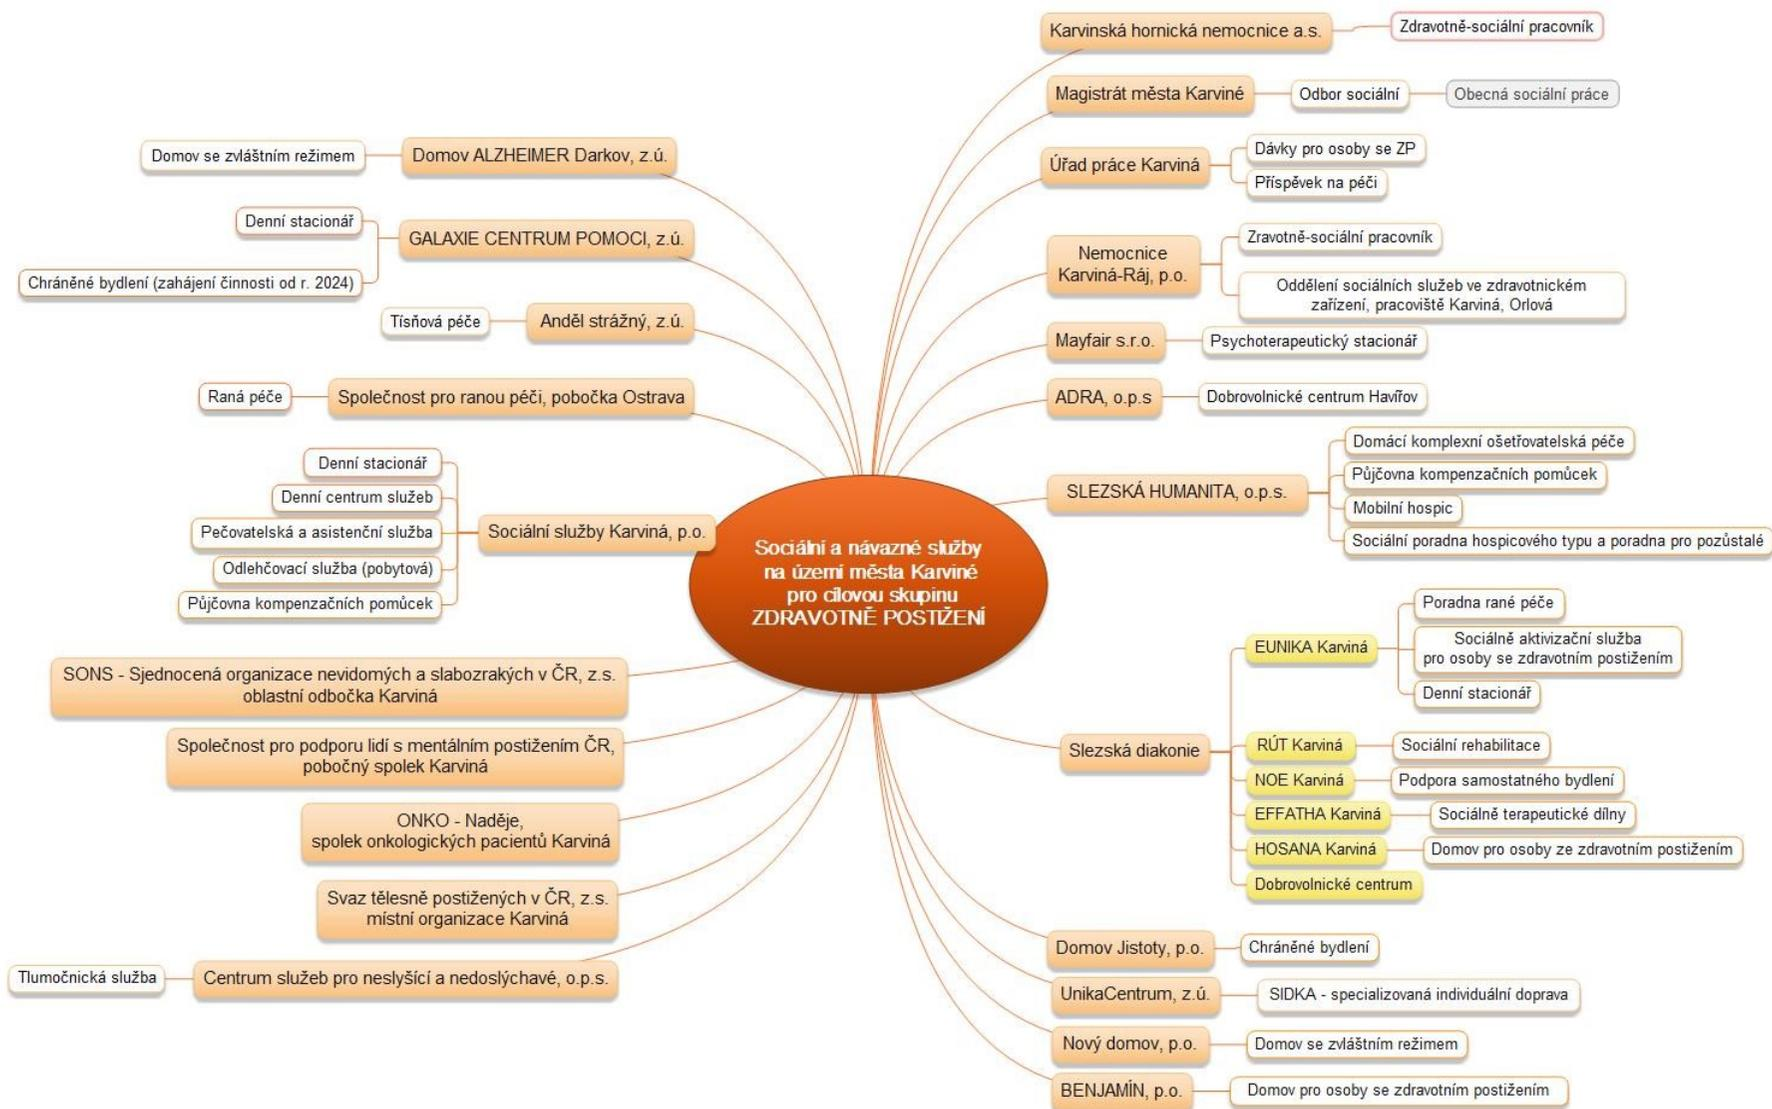 Sociální a návazné služby
na území města Karviné
pro cílovou skupinu
ZDRAVOTNĚ POSTIŽENÍ
Karvinská hornická nemocnice a.s.
Zdravotně-sociální pracovník
Magistrát města Karviné
Odbor sociální
Obecná sociální práce
Úřad práce Karviná
Dávky pro osoby se ZP
Příspěvek na péči
Nemocnice
Karviná-Ráj, p.o.
Zravotně-sociální pracovník
Oddělení sociálních služeb ve zdravotnickém
zařízení, pracoviště Karviná, Orlová
Mayfair s.r.o.
Psychoterapeutický stacionář
ADRA, o.p.s
Dobrovolnické centrum Havířov
SLEZSKÁ HUMANITA, o.p.s.
Domácí komplexní ošetřovatelská péče
Půjčovna kompenzačních pomůcek
Mobilní hospic
Sociální poradna hospicového typu a poradna pro pozůstalé
Slezská diakonie
EUNIKA Karviná
Poradna rané péče
Sociálně aktivizační služba
pro osoby se zdravotním postižením
Denní stacionář
RÚT Karviná
Sociální rehabilitace
NOE Karviná
Podpora samostatného bydlení
EFFATHA Karviná
Sociálně terapeutické dílny
HOSANA Karviná
Domov pro osoby ze zdravotním postižením
Dobrovolnické centrum
Domov Jistoty, p.o.
Chráněné bydlení
UnikaCentrum, z.ú.
SIDKA - specializovaná individuální doprava
Nový domov, p.o.
Domov se zvláštním režimem
BENJAMÍN, p.o.
Domov pro osoby se zdravotním postižením
Domov ALZHEIMER Darkov, z.ú.
Domov se zvláštním režimem
GALAXIE CENTRUM POMOCI, z.ú.
Denní stacionář
Chráněné bydlení (zahájení činnosti od r. 2024)
Anděl strážný, z.ú.
Tísňová péče
Společnost pro ranou péči, pobočka Ostrava
Raná péče
Sociální služby Karviná, p.o.
Denní stacionář
Denní centrum služeb
Pečovatelská a asistenční služba
Odlehčovací služba (pobytová)
Půjčovna kompenzačních pomůcek
SONS - Sjednocená organizace nevidomých a slabozrakých v ČR, z.s.
oblastní odbočka Karviná
Společnost pro podporu lidí s mentálním postižením ČR,
pobočný spolek Karviná
ONKO - Naděje,
spolek onkologických pacientů Karviná
Svaz tělesně postižených v ČR, z.s.
místní organizace Karviná
Centrum služeb pro neslyšící a nedoslýchavé, o.p.s.
Tlumočnická služba